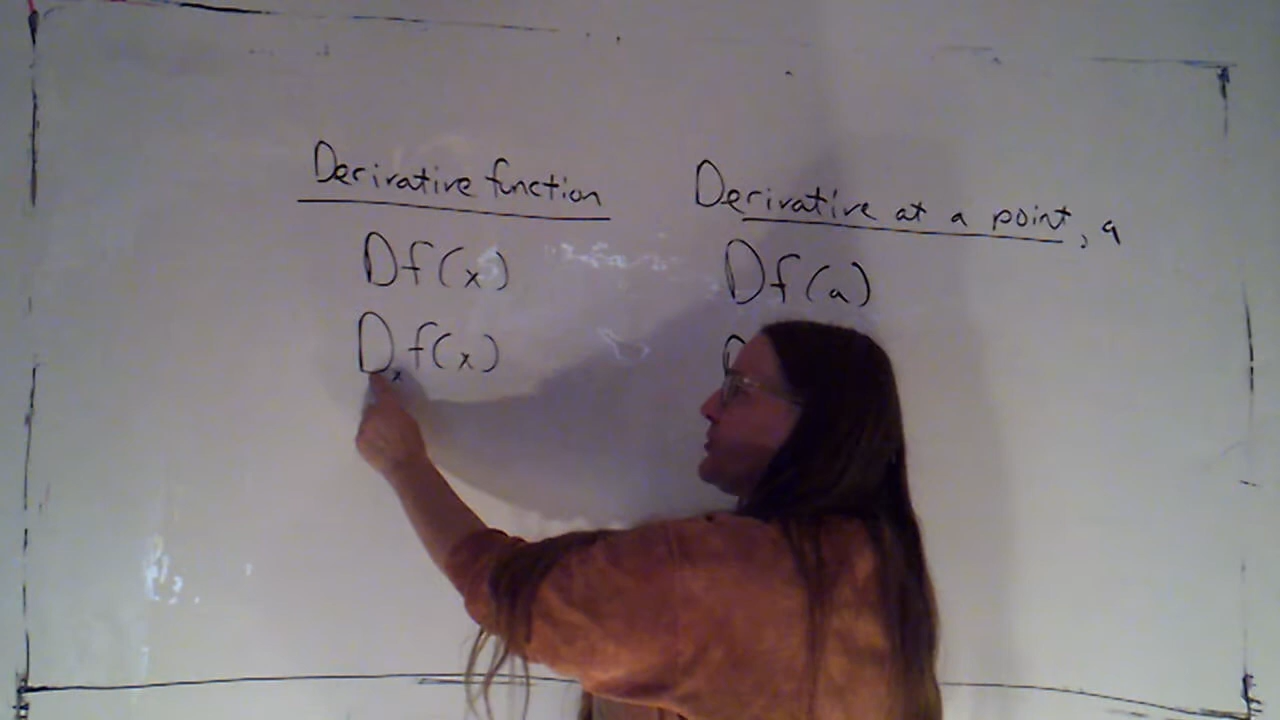 Derivative function
Df(x)
Dₓf(x)
Derivative at a point, a
Df(a)